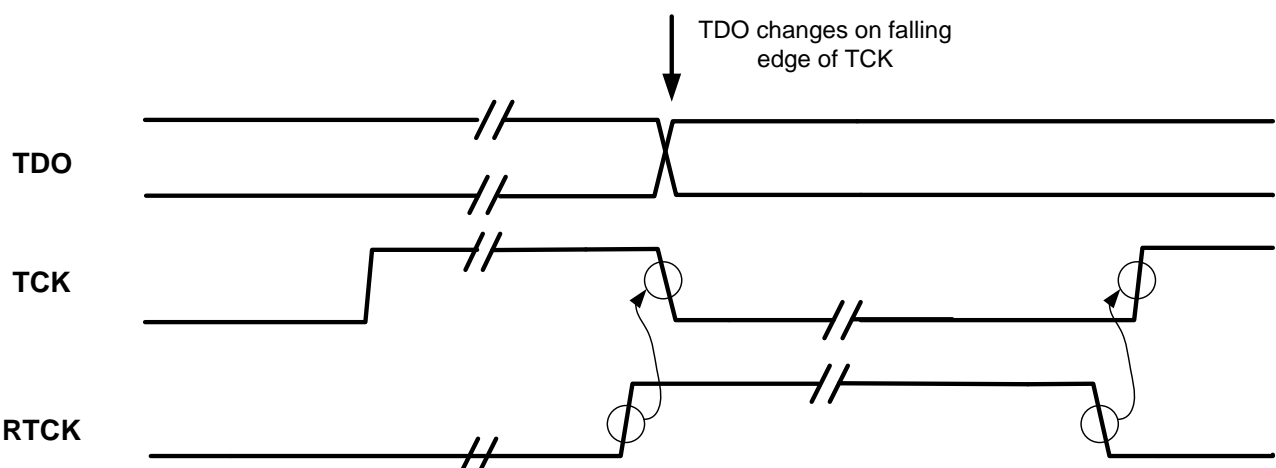 TDO changes on falling
edge of TCK
TDO
TCK
RTCK